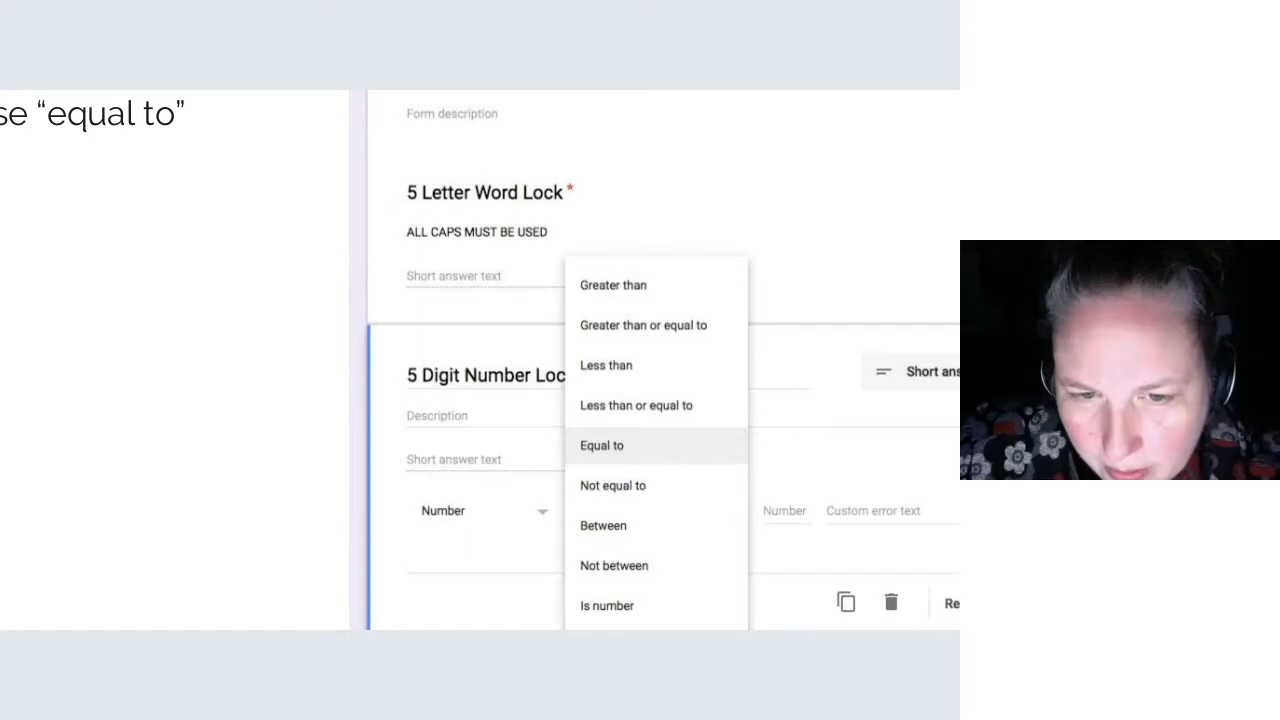 se “equal to”
Form description
5 Letter Word Lock *
ALL CAPS MUST BE USED
Short answer text
Greater than
Greater than or equal to
Less than
Less than or equal to
Equal to
Not equal to
Between
Not between
Is number
5 Digit Number Loc
Short ans
Description
Short answer text
Number
Number
Custom error text
Re